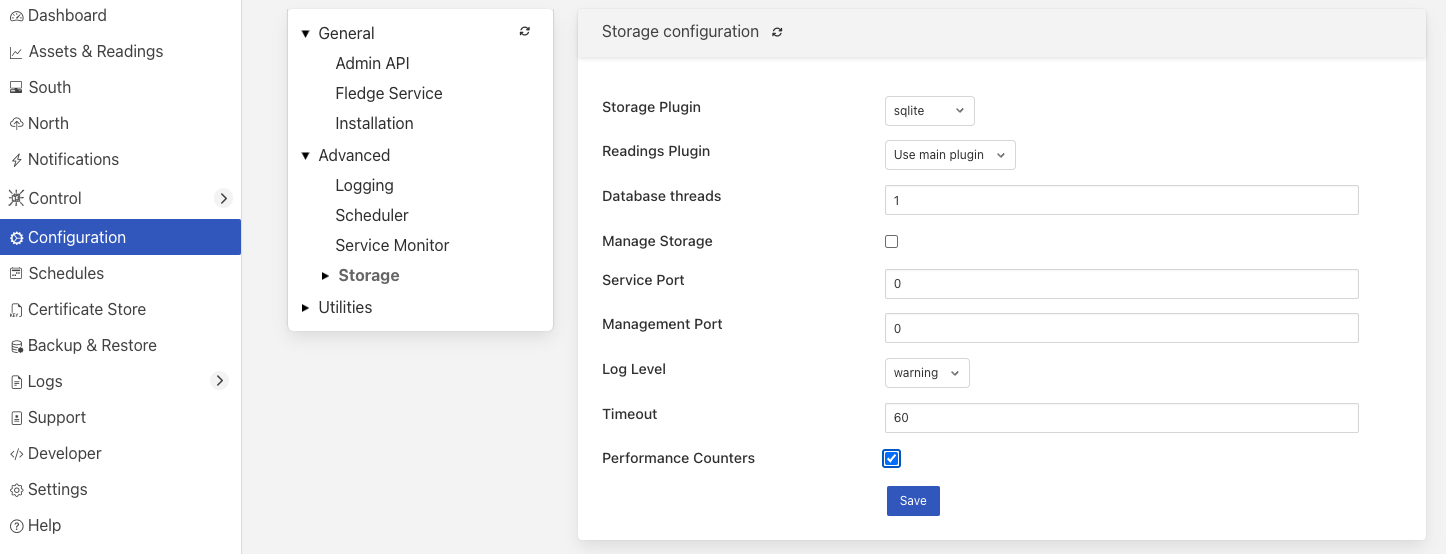 Dashboard
Assets & Readings
South
North
Notifications
Control
Configuration
Schedules
Certificate Store
Backup & Restore
Logs
Support
Developer
Settings
Help
General
Admin API
Fledge Service
Installation
Advanced
Logging
Scheduler
Service Monitor
Storage
Utilities
Storage configuration
Storage Plugin sqlite
Readings Plugin Use main plugin
Database threads 1
Manage Storage
Service Port 0
Management Port 0
Log Level warning
Timeout 60
Performance Counters
Save